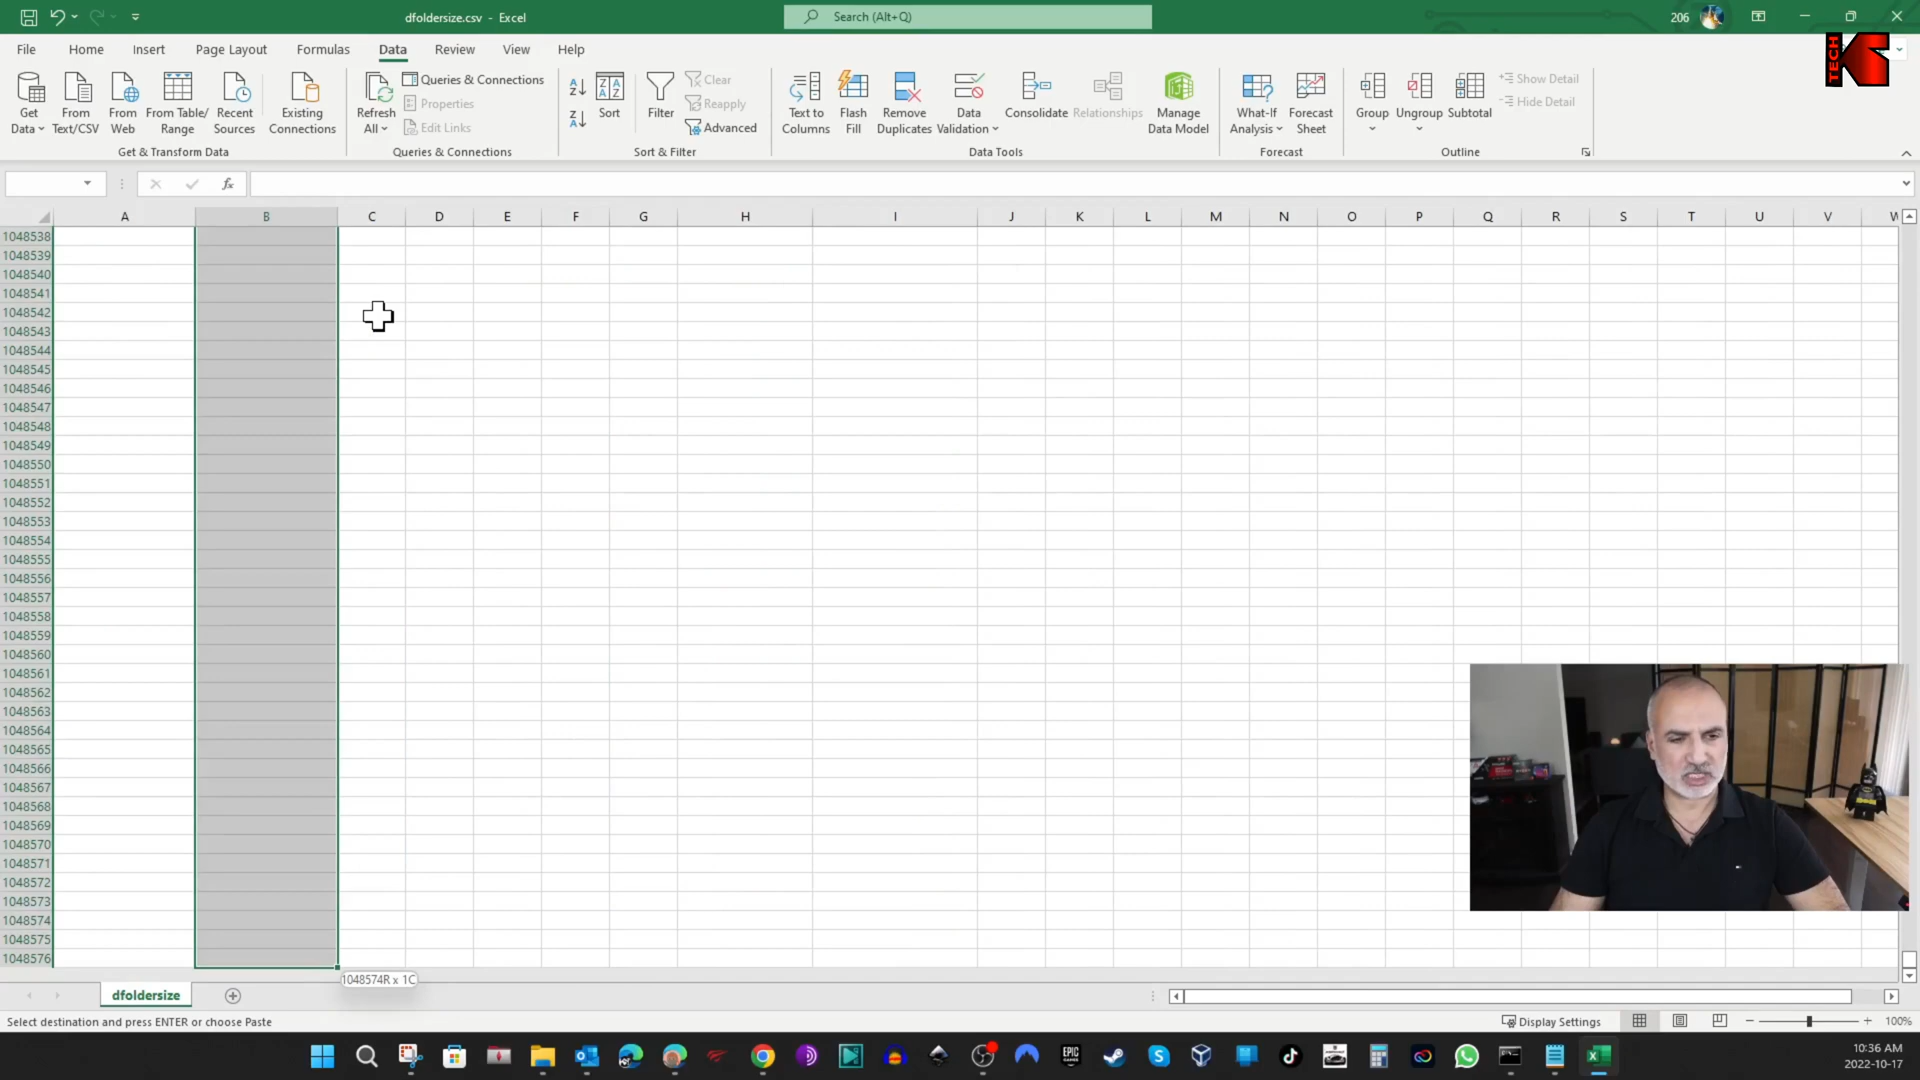 dfoldersize.csv - Excel
Search (Alt+Q)
206
File Home Insert Page Layout Formulas Data Review View Help
TECH K
Get Data
From Text/CSV
From Web
From Table/ Range
Recent Sources
Existing Connections
Get & Transform Data
Refresh All
Queries & Connections
Properties
Edit Links
Queries & Connections
Sort
Filter
Clear
Reapply
Advanced
Sort & Filter
Text to Columns
Flash Fill
Remove Duplicates
Data Validation
Consolidate
Relationships
Manage Data Model
Data Tools
What-If Analysis
Forecast Sheet
Forecast
Group
Ungroup
Subtotal
Show Detail
Hide Detail
Outline
fx
A B C D E F G H I J K L M N O P Q R S T U V W
1048538
1048539
1048540
1048541
1048542
1048543
1048544
1048545
1048546
1048547
1048548
1048549
1048550
1048551
1048552
1048553
1048554
1048555
1048556
1048557
1048558
1048559
1048560
1048561
1048562
1048563
1048564
1048565
1048566
1048567
1048568
1048569
1048570
1048571
1048572
1048573
1048574
1048575
1048576
1048574R x 1C
dfoldersize
Select destination and press ENTER or choose Paste
Display Settings
100%
EPIC GAMES
10:36 AM
2022-10-17